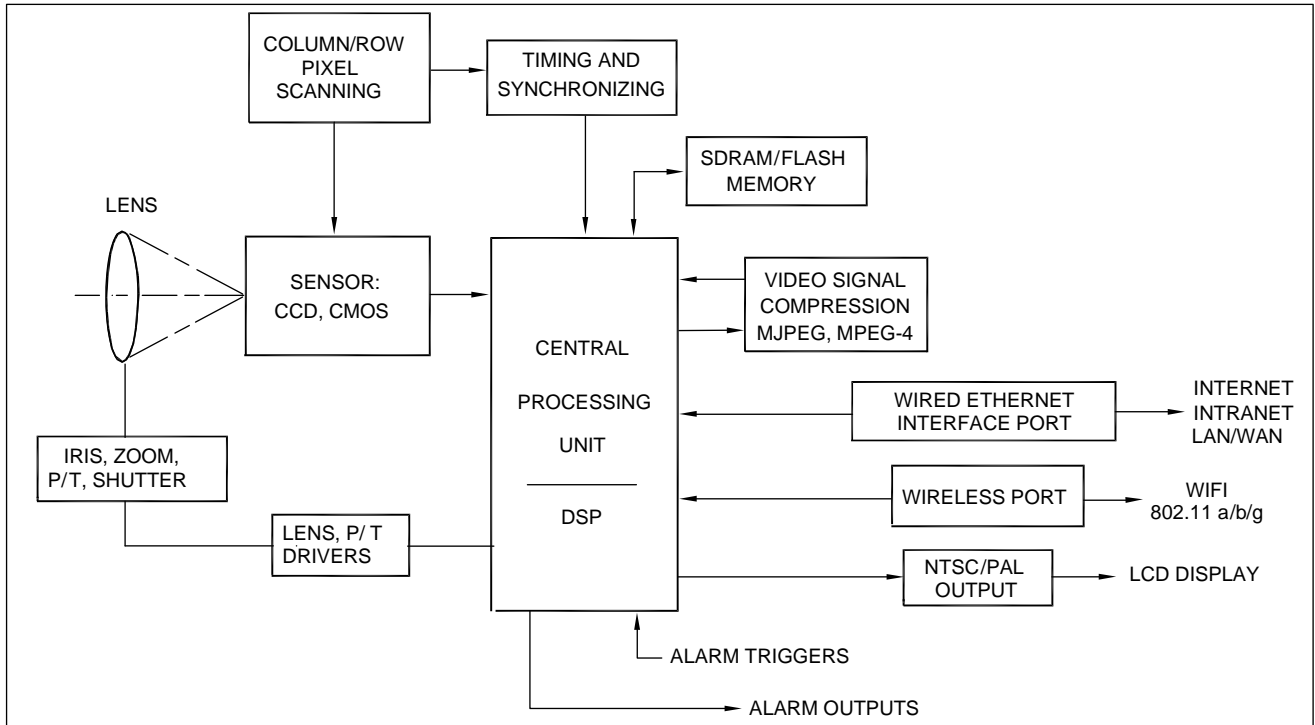 COLUMN/ROW
PIXEL
SCANNING
TIMING AND
SYNCHRONIZING
SDRAM/FLASH
MEMORY
LENS
SENSOR:
CCD, CMOS
VIDEO SIGNAL
COMPRESSION
MJPEG, MPEG-4
CENTRAL
PROCESSING
UNIT
DSP
WIRED ETHERNET
INTERFACE PORT
INTERNET
INTRANET
LAN/WAN
IRIS, ZOOM,
P/T, SHUTTER
WIRELESS PORT
WIFI
802.11 a/b/g
LENS, P/ T
DRIVERS
NTSC/PAL
OUTPUT
LCD DISPLAY
ALARM TRIGGERS
ALARM OUTPUTS